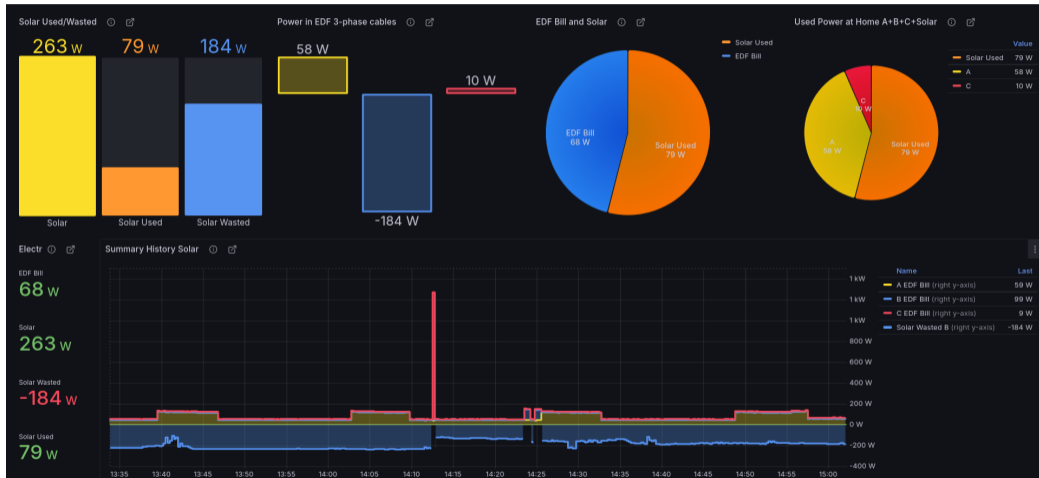 Solar Used/Wasted
263 W
79 W
184 W
Solar
Solar Used
Solar Wasted
Power in EDF 3-phase cables
58 W
-184 W
10 W
EDF Bill and Solar
EDF Bill
68 W
Solar Used
79 W
Solar Used
EDF Bill
Used Power at Home A+B+C+Solar
C
10 W
A
58 W
Solar Used
79 W
Value
Solar Used 79 W
A 58 W
C 10 W
Electr
EDF Bill
68 W
Solar
263 W
Solar Wasted
-184 W
Solar Used
79 W
Summary History Solar
1 kW
1 kW
1 kW
800 W
600 W
400 W
200 W
0 W
-200 W
-400 W
13:35 13:40 13:45 13:50 13:55 14:00 14:05 14:10 14:15 14:20 14:25 14:30 14:35 14:40 14:45 14:50 14:55 15:00
Name Last
A EDF Bill (right y-axis) 59 W
B EDF Bill (right y-axis) 99 W
C EDF Bill (right y-axis) 9 W
Solar Wasted B (right y-axis) -184 W